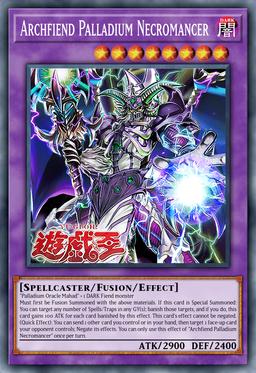 ARCHFIEND PALLADIUM NECROMANCER
DARK
闇
YU-GI-OH!
遊戯王
[SPELLCASTER/FUSION/EFFECT]
"Palladium Oracle Mahad" + 1 DARK Fiend monster
Must first be Fusion Summoned with the above materials. If this card is Special Summoned:
You can target any number of Spells/Traps in any GY(s); banish those targets, and if you do, this
card gains 100 ATK for each card banished by this effect. This card's effect cannot be negated.
(Quick Effect): You can send 1 other card you control or in your hand, then target 1 face-up card
your opponent controls; Negate its effects. You can only use this effect of "Archfiend Palladium
Necromancer" once per turn.
ATK/2900 DEF/2400